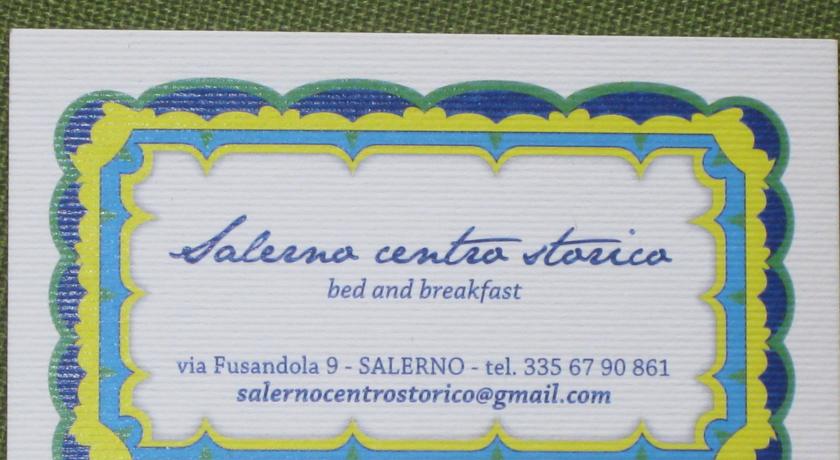 Salerno centro storico
bed and breakfast
via Fusandola 9 - SALERNO - tel. 335 67 90 861
salernocentrostorico@gmail.com